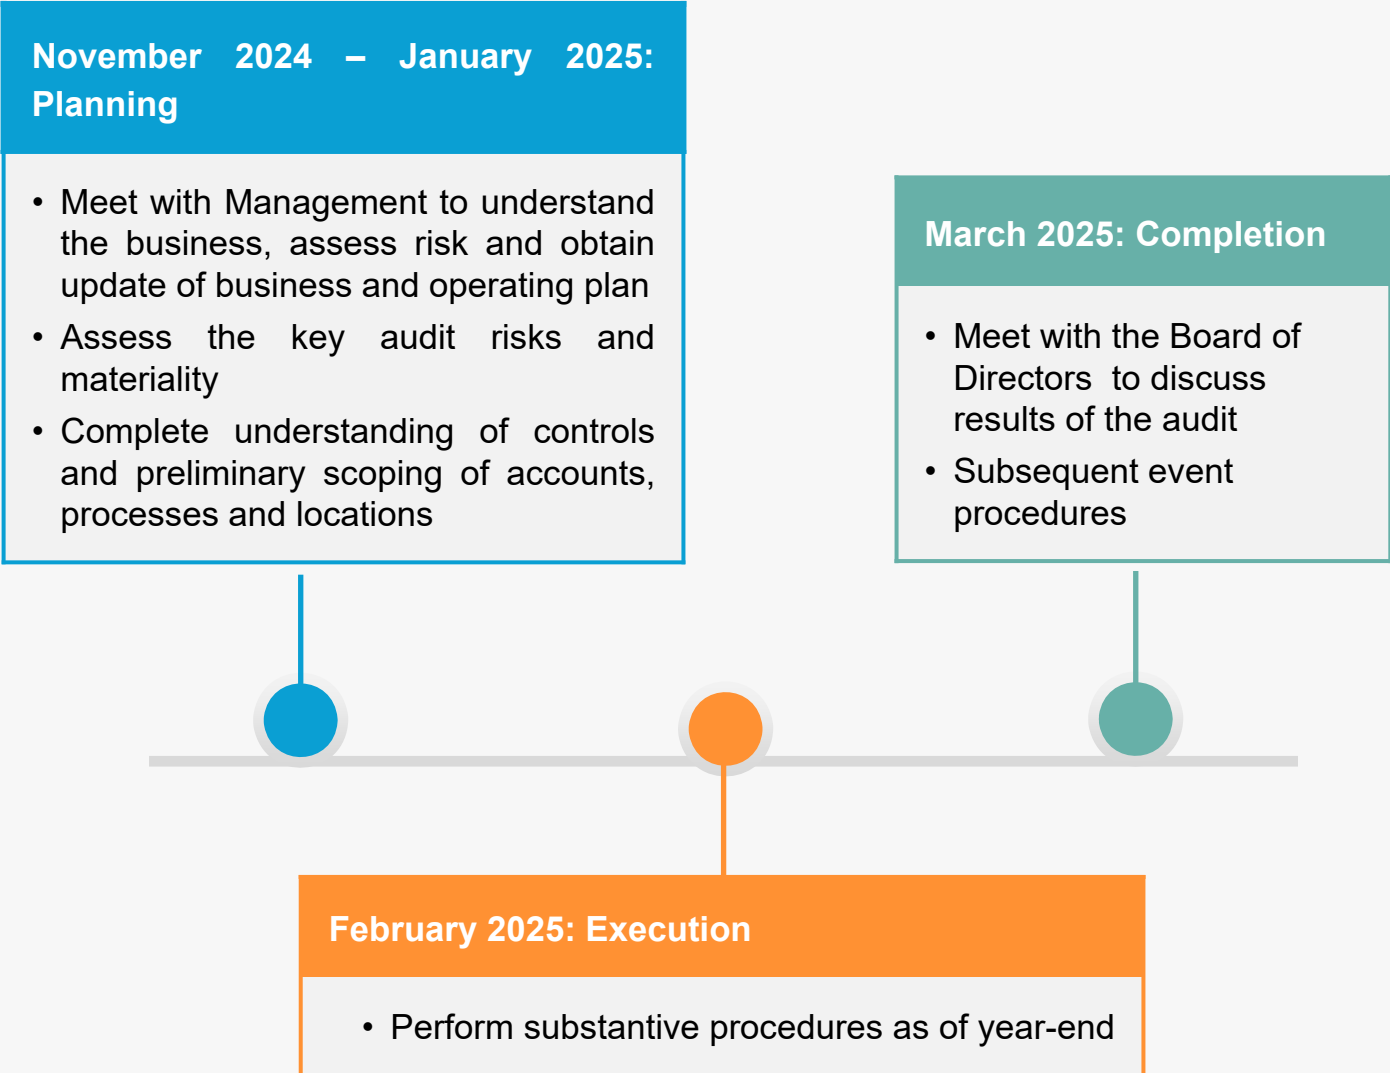 November 2024 – January 2025:
Planning
• Meet with Management to understand
the business, assess risk and obtain
update of business and operating plan
• Assess the key audit risks and
materiality
• Complete understanding of controls
and preliminary scoping of accounts,
processes and locations
March 2025: Completion
• Meet with the Board of
Directors  to discuss
results of the audit
• Subsequent event
procedures
February 2025: Execution
• Perform substantive procedures as of year-end